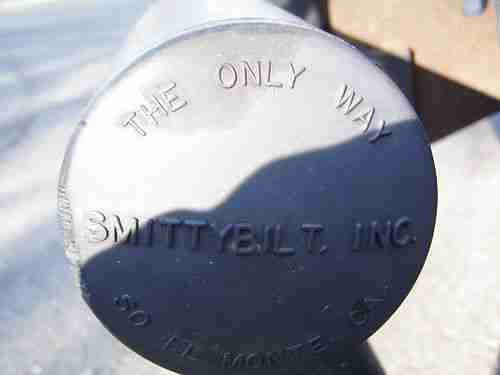 THE ONLY WAY
SMITTYBILT. INC.
SO EL MONTE CA.